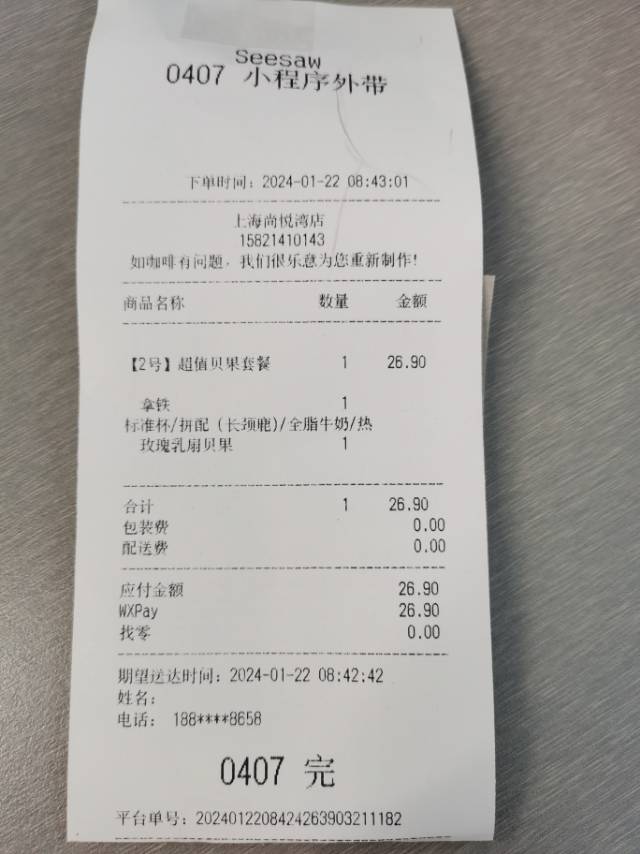 Seesaw
0407 小程序外带
下单时间：2024-01-22 08:43:01
上海尚悦湾店
15821410143
如咖啡有问题，我们很乐意为您重新制作！
商品名称 数量 金额
【2号】超值贝果套餐 1 26.90
拿铁 1
标准杯/拼配（长颈鹿）/全脂牛奶/热
玫瑰乳扇贝果 1
合计 1 26.90
包装费 0.00
配送费 0.00
应付金额 26.90
WXPay 26.90
找零 0.00
期望送达时间：2024-01-22 08:42:42
姓名：
电话： 188****8658
0407 完
平台单号：2024012208424263903211182